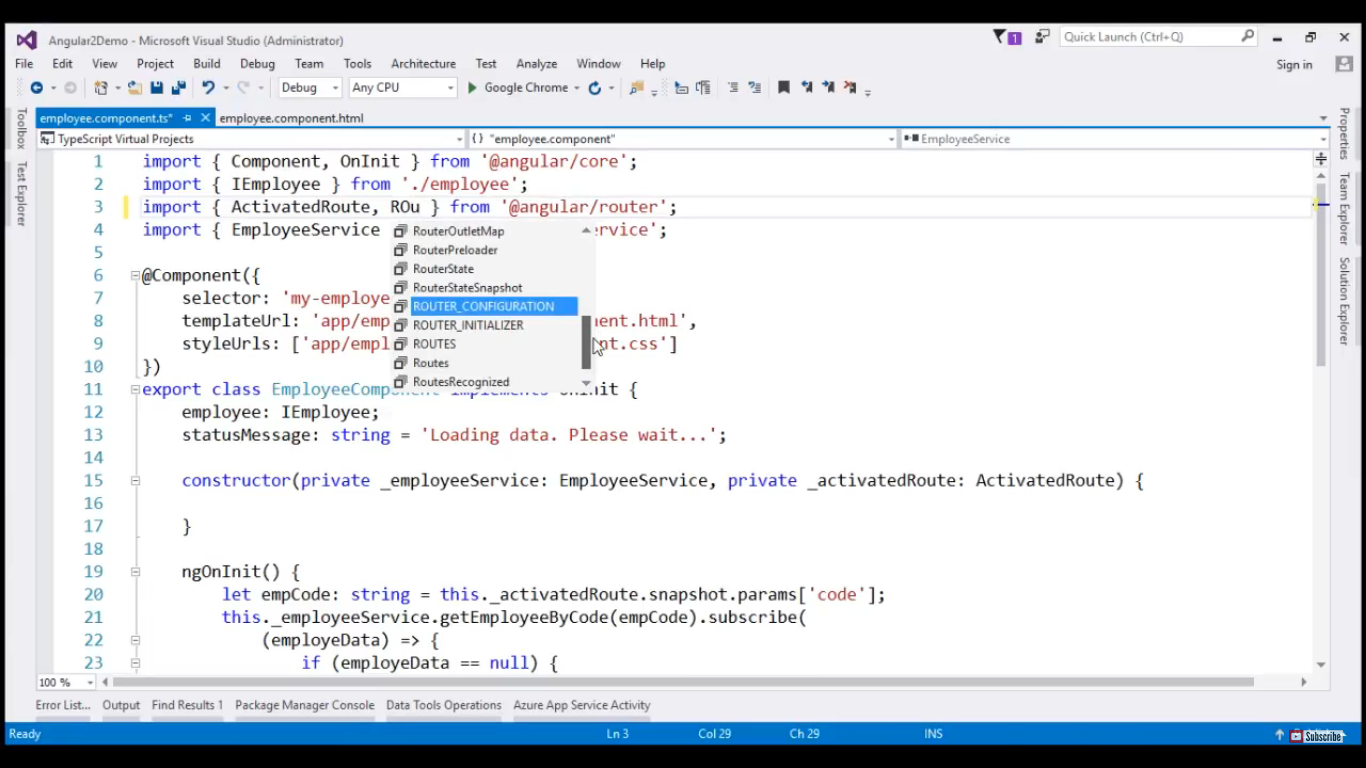 Angular2Demo - Microsoft Visual Studio (Administrator)
1
Quick Launch (Ctrl+Q)
File Edit View Project Build Debug Team Tools Architecture Test Analyze Window Help
Sign in
Debug Any CPU Google Chrome
employee.component.ts* employee.component.html
TypeScript Virtual Projects {} "employee.component" EmployeeService
Toolbox
Test Explorer
1 import { Component, OnInit } from '@angular/core';
2 import { IEmployee } from './employee';
3 import { ActivatedRoute, ROu } from '@angular/router';
4 import { EmployeeService ervice';
5
6 @Component({
7 selector: 'my-employe
8 templateUrl: 'app/emp nent.html',
9 styleUrls: ['app/empl nt.css']
10 })
11 export class EmployeeComponent implements OnInit {
12 employee: IEmployee;
13 statusMessage: string = 'Loading data. Please wait...';
14
15 constructor(private _employeeService: EmployeeService, private _activatedRoute: ActivatedRoute) {
16
17 }
18
19 ngOnInit() {
20 let empCode: string = this._activatedRoute.snapshot.params['code'];
21 this._employeeService.getEmployeeByCode(empCode).subscribe(
22 (employeData) => {
23 if (employeData == null) {
RouterOutletMap
RouterPreloader
RouterState
RouterStateSnapshot
ROUTER_CONFIGURATION
ROUTER_INITIALIZER
ROUTES
Routes
RoutesRecognized
Properties
Team Explorer
Solution Explorer
100 %
Error List... Output Find Results 1 Package Manager Console Data Tools Operations Azure App Service Activity
Ready Ln 3 Col 29 Ch 29 INS
Subscribe